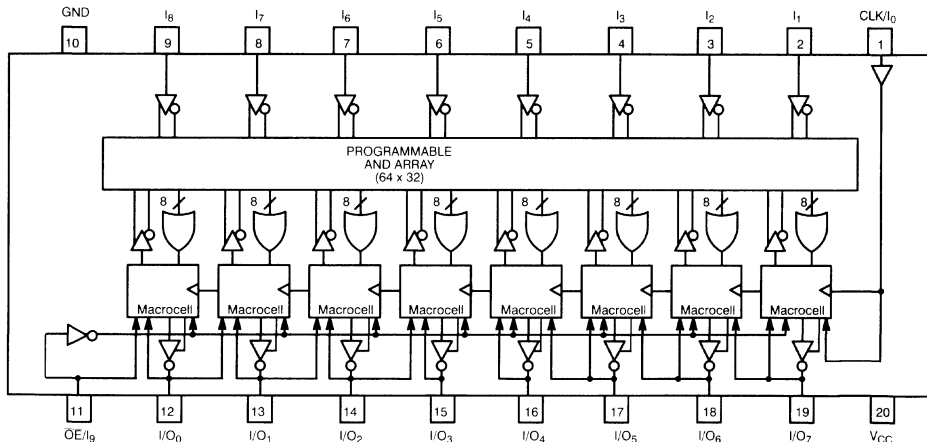 GND I₈ I₇ I₆ I₅ I₄ I₃ I₂ I₁ CLK/I₀
10 9 8 7 6 5 4 3 2 1
PROGRAMMABLE
AND ARRAY
(64 x 32)
8 8 8 8 8 8 8 8
Macrocell Macrocell Macrocell Macrocell Macrocell Macrocell Macrocell Macrocell
11 12 13 14 15 16 17 18 19 20
O̅E̅/I₉ I/O₀ I/O₁ I/O₂ I/O₃ I/O₄ I/O₅ I/O₆ I/O₇ V_CC